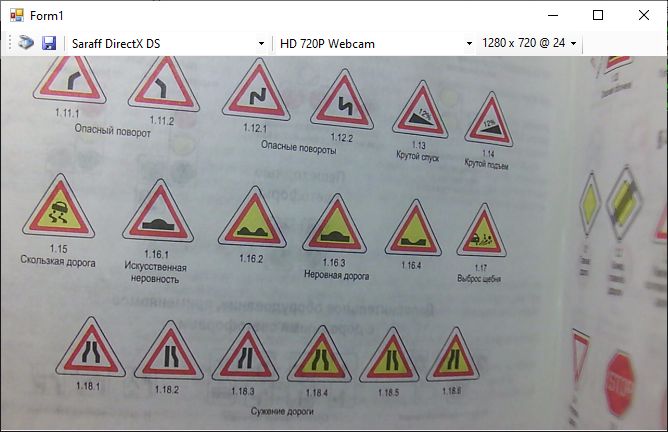 Form1
Saraff DirectX DS
HD 720P Webcam
1280 x 720 @ 24
1.11.1
1.11.2
Опасный поворот
1.12.1
1.12.2
Опасные повороты
12%
1.13
Крутой спуск
12%
1.14
Крутой подъем
1.15
Скользкая дорога
1.16.1
Искусственная
неровность
1.16.2
1.16.3
Неровная дорога
1.16.4
1.17
Выброс щебня
1.18.1
1.18.2
1.18.3
1.18.4
1.18.5
1.18.6
Сужение дороги
STOP